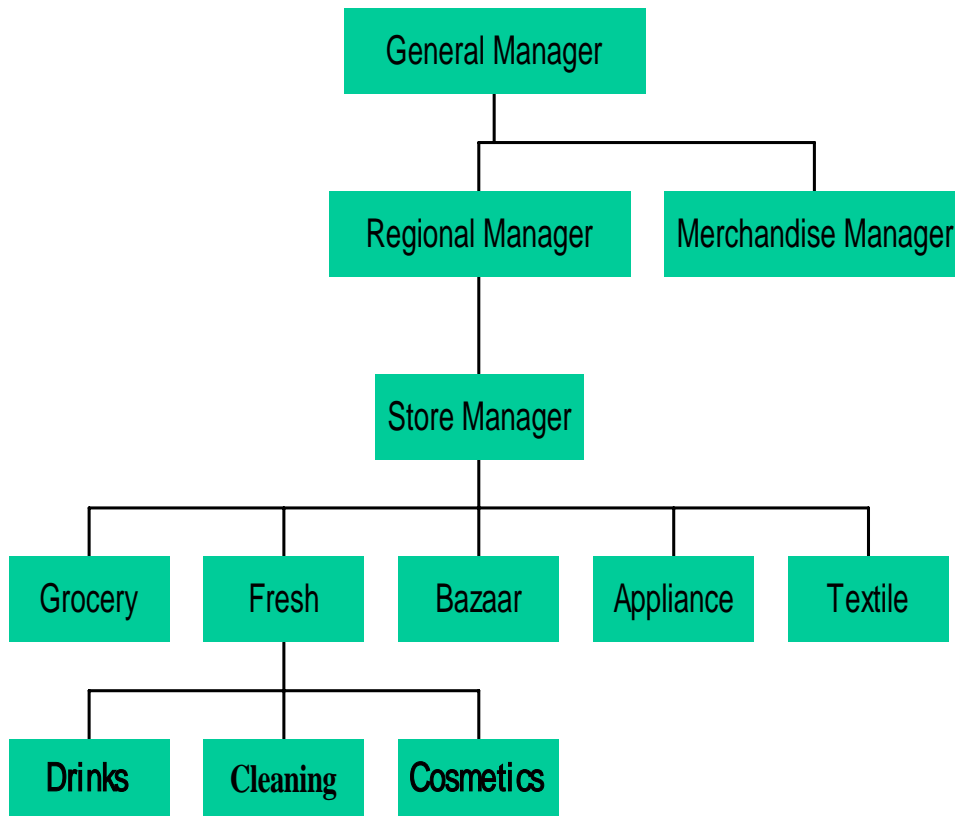 General Manager
Regional Manager
Merchandise Manager
Store Manager
Grocery
Fresh
Bazaar
Appliance
Textile
Drinks
Cleaning
Cosmetics